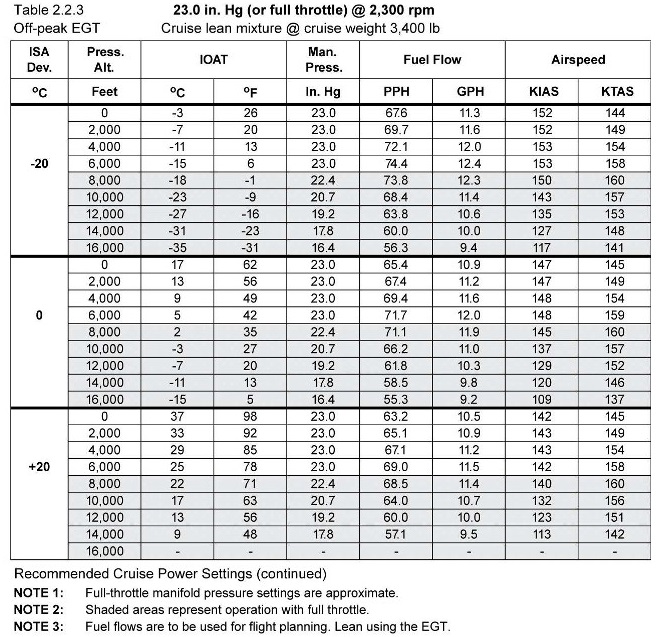 Table 2.2.3 23.0 in. Hg (or full throttle) @ 2,300 rpm
Off-peak EGT Cruise lean mixture @ cruise weight 3,400 lb
ISA Dev. Press. Alt. IOAT Man. Press. Fuel Flow Airspeed
ºC Feet ºC ºF In. Hg PPH GPH KIAS KTAS
0 -3 26 23.0 67.6 11.3 152 144
2,000 -7 20 23.0 69.7 11.6 152 149
4,000 -11 13 23.0 72.1 12.0 153 154
-20 6,000 -15 6 23.0 74.4 12.4 153 158
8,000 -18 -1 22.4 73.8 12.3 150 160
10,000 -23 -9 20.7 68.4 11.4 143 157
12,000 -27 -16 19.2 63.8 10.6 135 153
14,000 -31 -23 17.8 60.0 10.0 127 148
16,000 -35 -31 16.4 56.3 9.4 117 141
0 17 62 23.0 65.4 10.9 147 145
2,000 13 56 23.0 67.4 11.2 147 149
4,000 9 49 23.0 69.4 11.6 148 154
0 6,000 5 42 23.0 71.7 12.0 148 159
8,000 2 35 22.4 71.1 11.9 145 160
10,000 -3 27 20.7 66.2 11.0 137 157
12,000 -7 20 19.2 61.8 10.3 129 152
14,000 -11 13 17.8 58.5 9.8 120 146
16,000 -15 5 16.4 55.3 9.2 109 137
0 37 98 23.0 63.2 10.5 142 145
2,000 33 92 23.0 65.1 10.9 143 149
4,000 29 85 23.0 67.1 11.2 143 154
+20 6,000 25 78 23.0 69.0 11.5 142 158
8,000 22 71 22.4 68.5 11.4 140 160
10,000 17 63 20.7 64.0 10.7 132 156
12,000 13 56 19.2 60.0 10.0 123 151
14,000 9 48 17.8 57.1 9.5 113 142
16,000 - - - - - - -
Recommended Cruise Power Settings (continued)
NOTE 1: Full-throttle manifold pressure settings are approximate.
NOTE 2: Shaded areas represent operation with full throttle.
NOTE 3: Fuel flows are to be used for flight planning. Lean using the EGT.